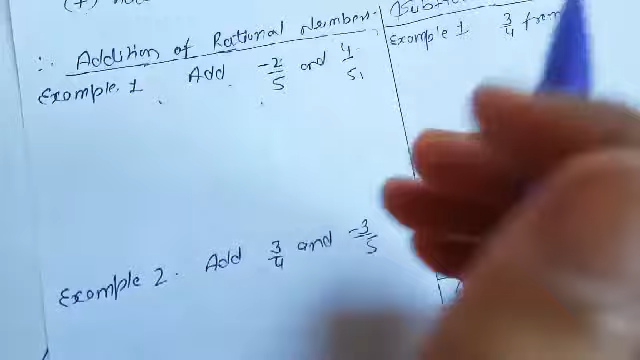 ∴ Addition of Rational Numbers.
Example. 1 Add -2/5 and 4/5.
Example 2. Add 3/4 and -3/5
Example 1 3/4 from